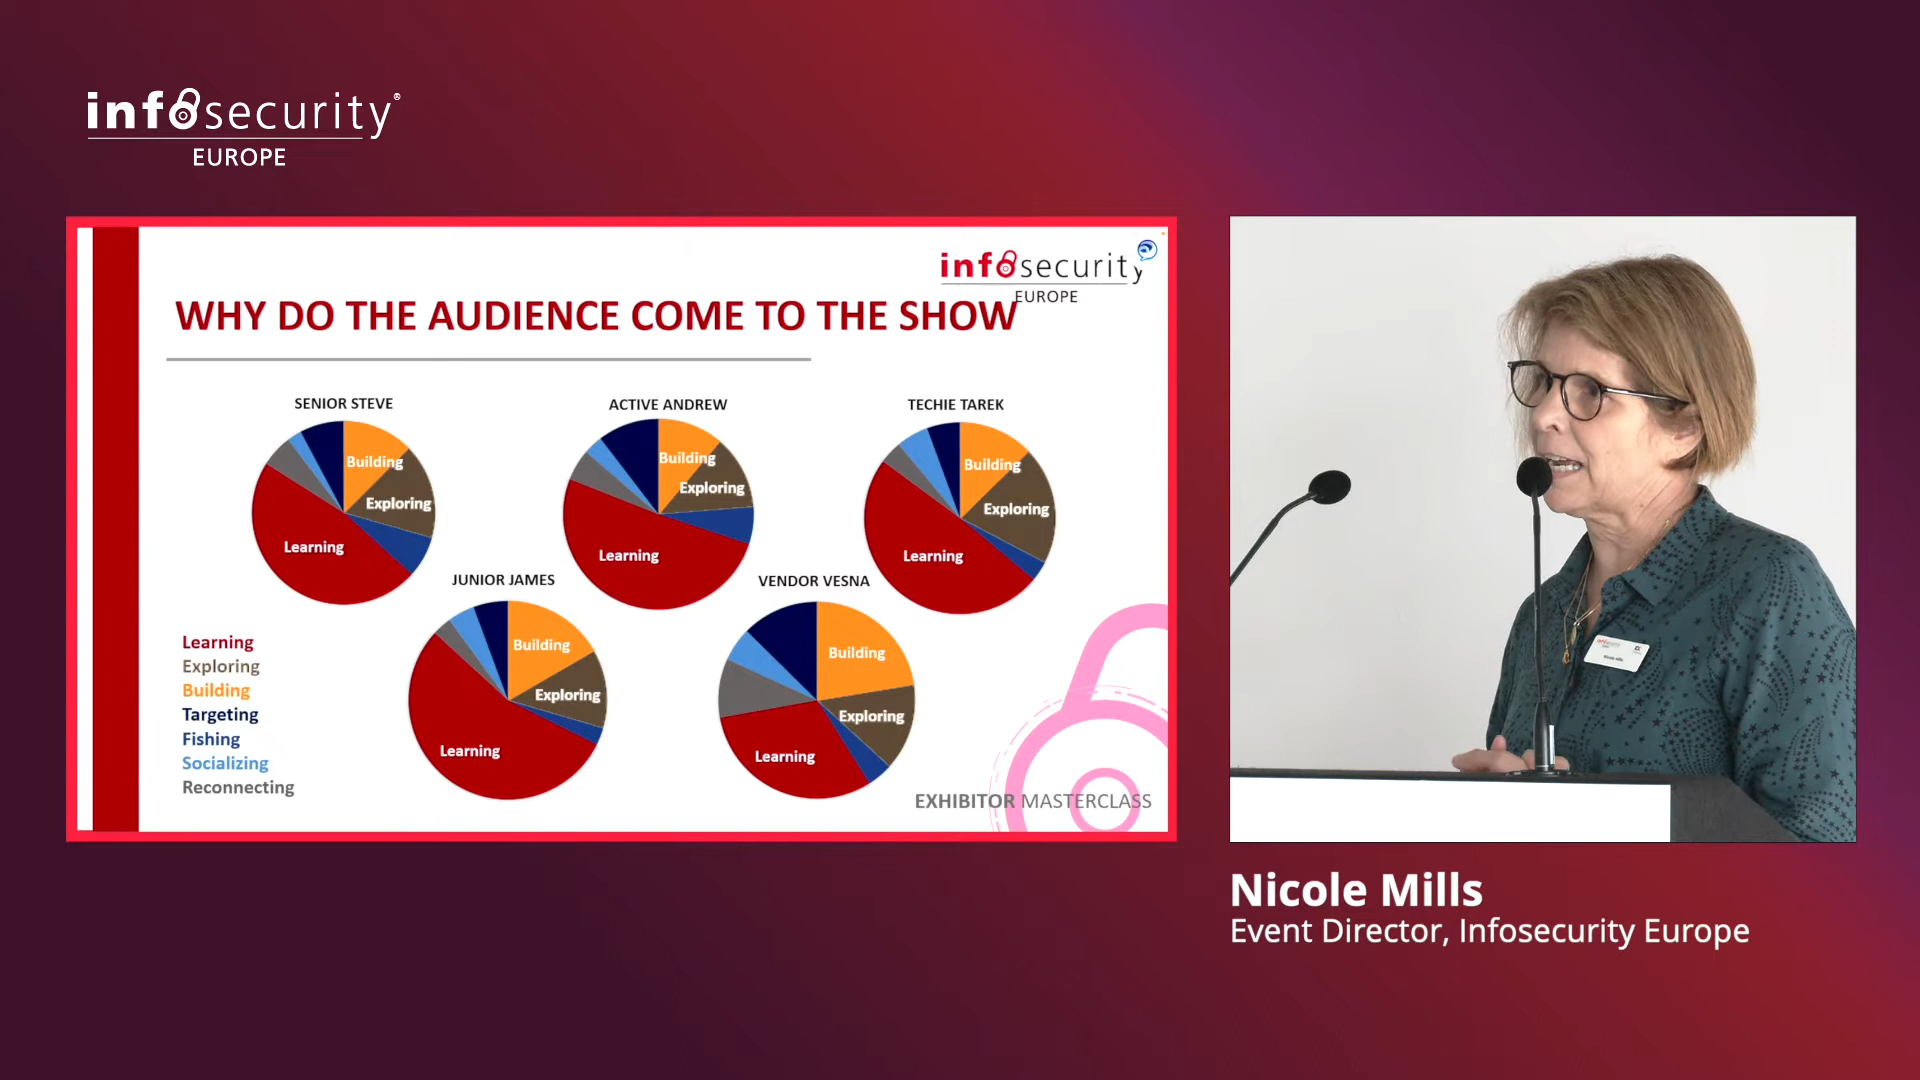 infosecurity®
EUROPE
infosecurity
EUROPE
WHY DO THE AUDIENCE COME TO THE SHOW
SENIOR STEVE
Building
Exploring
Learning
ACTIVE ANDREW
Building
Exploring
Learning
TECHIE TAREK
Building
Exploring
Learning
JUNIOR JAMES
Building
Exploring
Learning
VENDOR VESNA
Building
Exploring
Learning
Learning
Exploring
Building
Targeting
Fishing
Socializing
Reconnecting
EXHIBITOR MASTERCLASS
Nicole Mills
Nicole Mills
Event Director, Infosecurity Europe